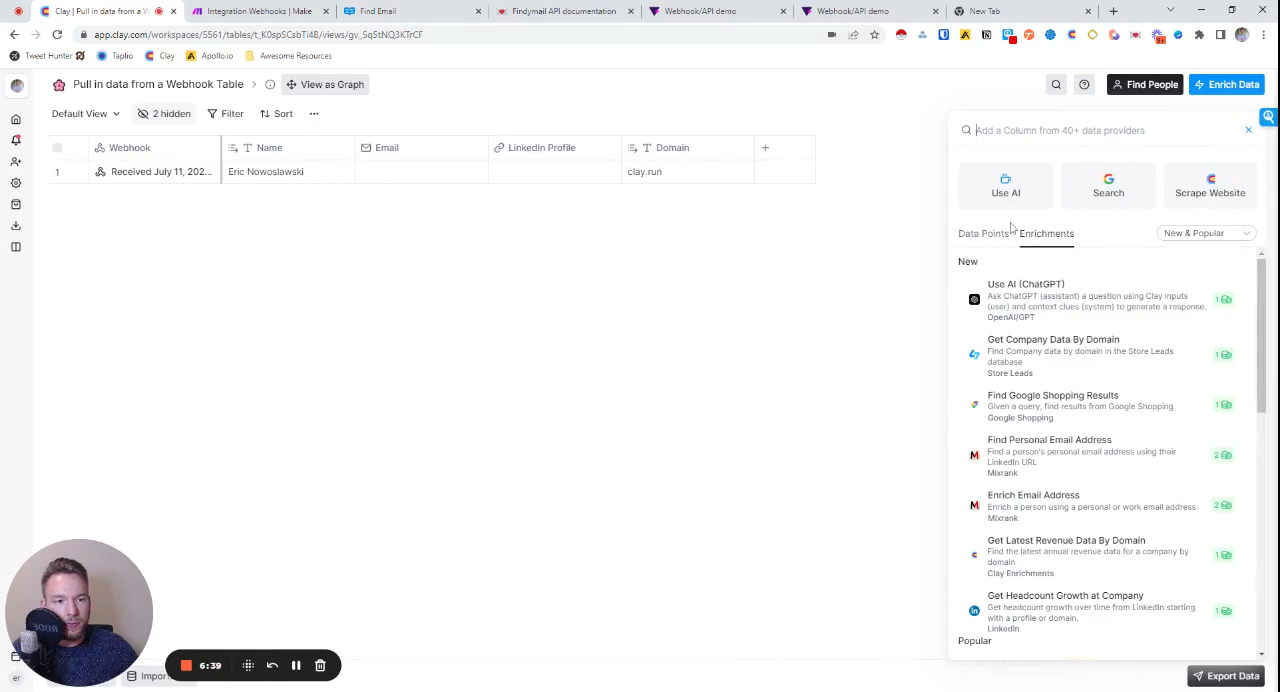 Clay | Lead list building, E
Integration Webhooks | Make
Find Email
Findymail API documentation
Webhook/API demo
Webhook/API demo
New Tab
app.clay.com/workspaces/5561/tables/t_K0spSCsbTi4B/views/gv_Sq5tNQ3KTrCF
Tweet Hunter
Taplio
Clay
Apollo.io
Awesome Resources
Pull in data from a Webhook Table
View as Graph
Find People
Enrich Data
Default View
2 hidden
Filter
Sort
Webhook
Name
Email
LinkedIn Profile
Domain
1
Received July 11, 202...
Eric Nowoslawski
clay.run
Add a Column from 40+ data providers
Use AI
Search
Scrape Website
Data Points
Enrichments
New & Popular
New
Use AI (ChatGPT)
Ask ChatGPT (assistant) a question using Clay inputs
(user) and context clues (system) to generate a response.
OpenAI/GPT
1
Get Company Data By Domain
Find Company data by domain in the Store Leads
database
Store Leads
1
Find Google Shopping Results
Given a query, find results from Google Shopping
Google Shopping
1
Find Personal Email Address
Find a person's personal email address using their
LinkedIn URL
Mixrank
2
Enrich Email Address
Enrich a person using a personal or work email address
Mixrank
2
Get Latest Revenue Data By Domain
Find the latest annual revenue data for a company by
domain
Clay Enrichments
1
Get Headcount Growth at Company
Get headcount growth over time from Linkedin starting
with a profile or domain.
LinkedIn
1
Popular
6:39
er
Import
Export Data